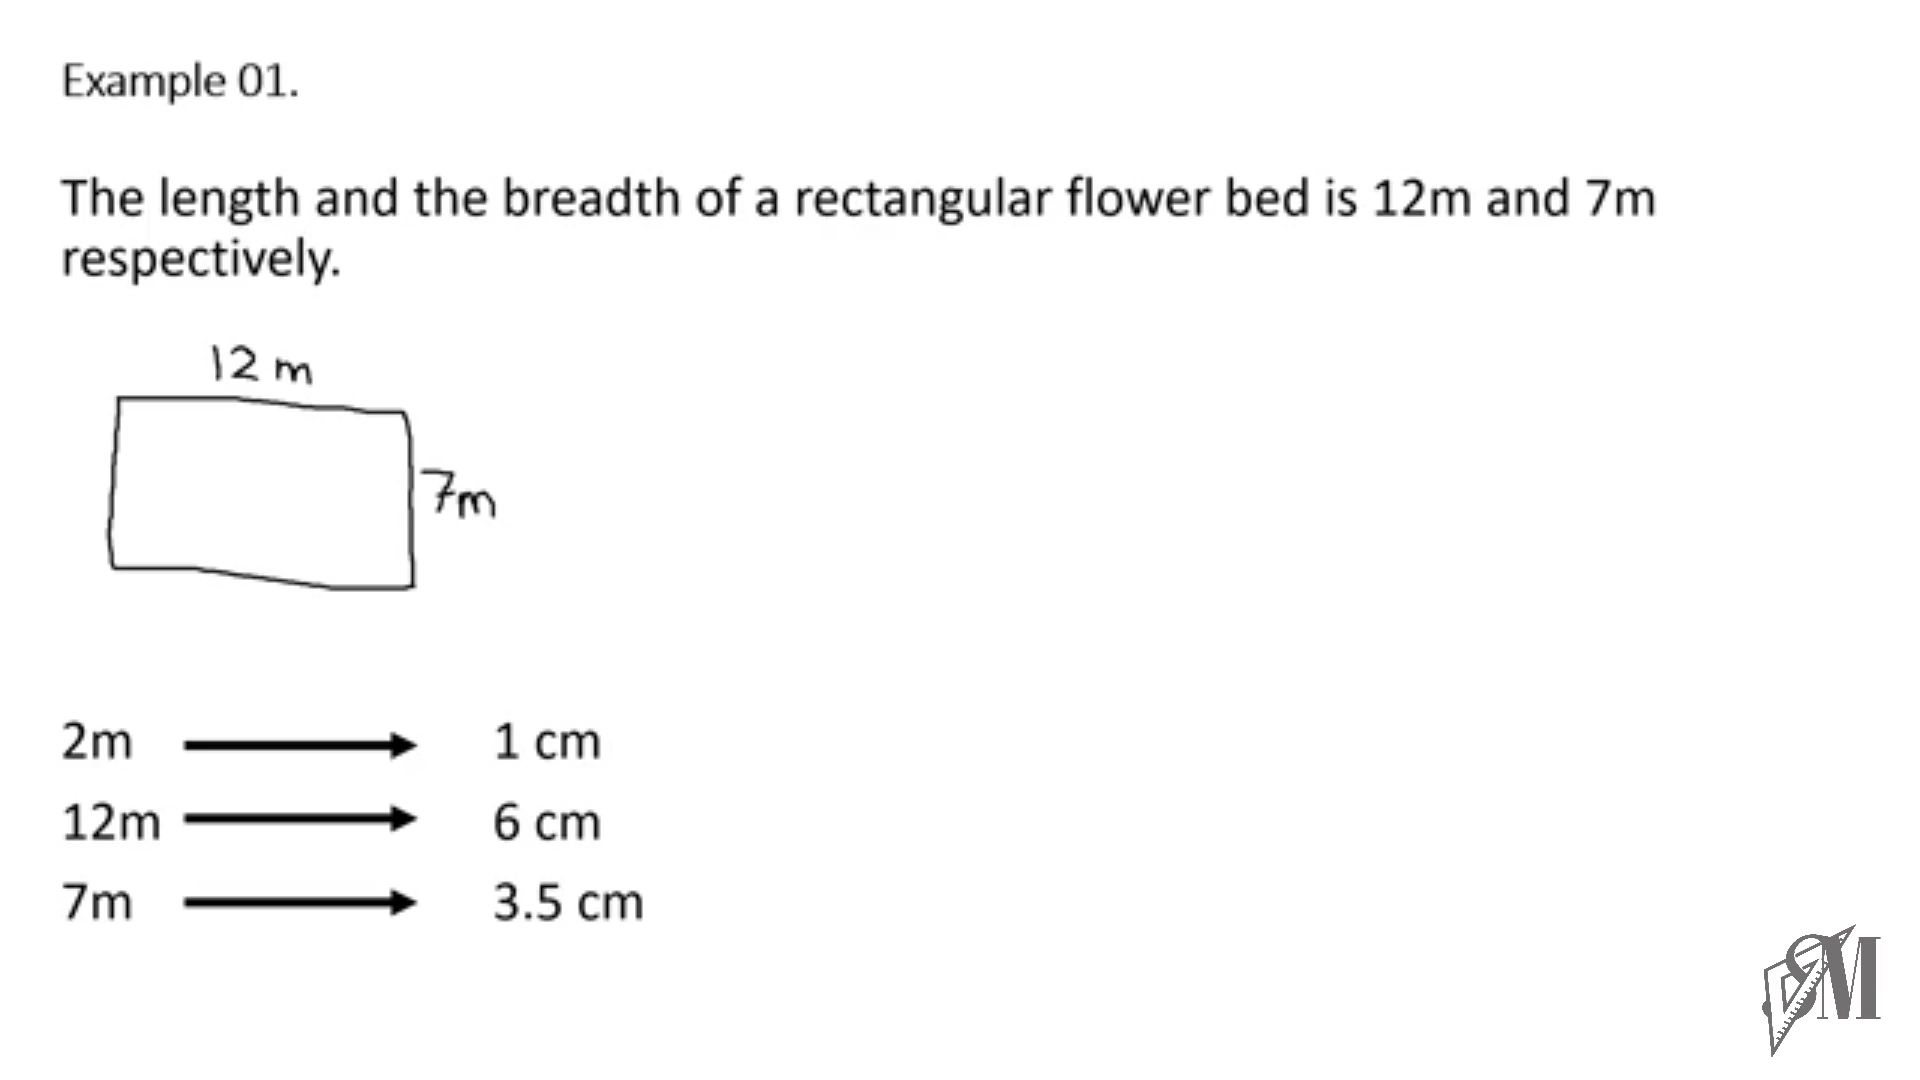 Example 01.
The length and the breadth of a rectangular flower bed is 12m and 7m
respectively.
12 m
7m
2m 1 cm
12m 6 cm
7m 3.5 cm
SM